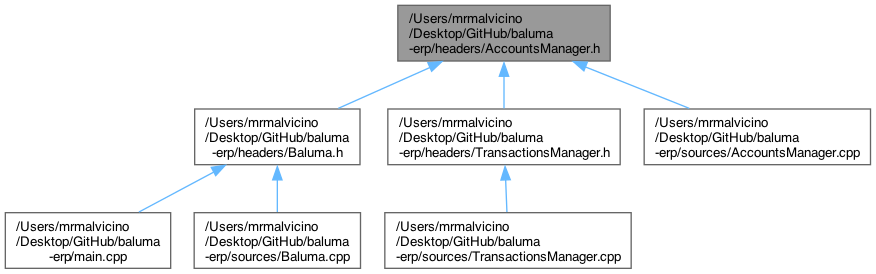 /Users/mrmalvicino
/Desktop/GitHub/baluma
-erp/headers/AccountsManager.h
/Users/mrmalvicino
/Desktop/GitHub/baluma
-erp/headers/Baluma.h
/Users/mrmalvicino
/Desktop/GitHub/baluma
-erp/headers/TransactionsManager.h
/Users/mrmalvicino
/Desktop/GitHub/baluma
-erp/sources/AccountsManager.cpp
/Users/mrmalvicino
/Desktop/GitHub/baluma
-erp/main.cpp
/Users/mrmalvicino
/Desktop/GitHub/baluma
-erp/sources/Baluma.cpp
/Users/mrmalvicino
/Desktop/GitHub/baluma
-erp/sources/TransactionsManager.cpp